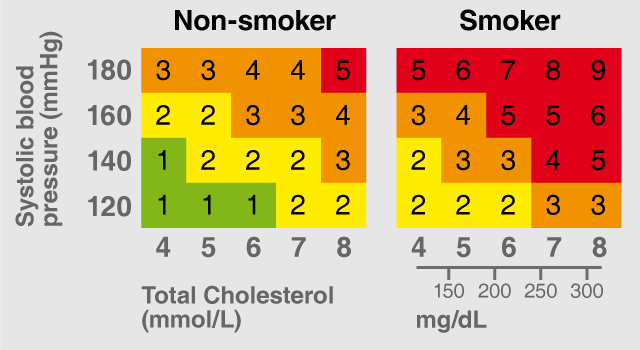 Non-smoker Smoker
Systolic blood
pressure (mmHg)
180 3 3 4 4 5 5 6 7 8 9
160 2 2 3 3 4 3 4 5 5 6
140 1 2 2 2 3 2 3 3 4 5
120 1 1 1 2 2 2 2 2 3 3
4 5 6 7 8 4 5 6 7 8
150 200 250 300
Total Cholesterol
(mmol/L) mg/dL